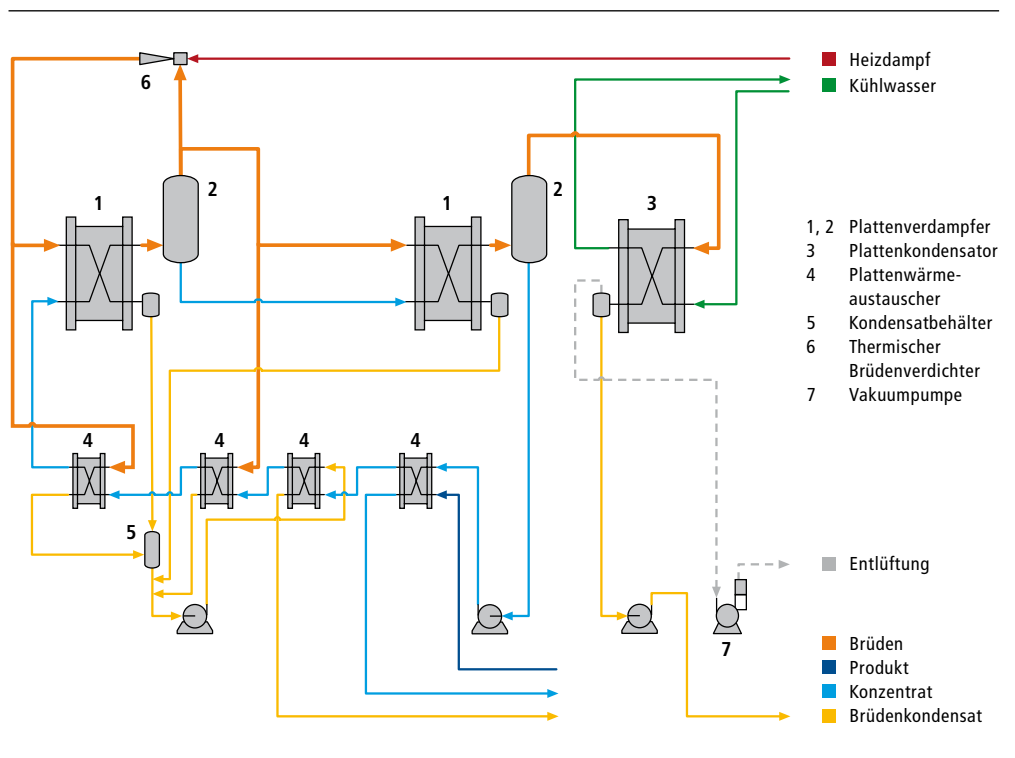 Heizdampf
Kühlwasser
6
2
2
1
1
3
1, 2 Plattenverdampfer
3 Plattenkondensator
4 Plattenwärme-
austauscher
5 Kondensatbehälter
6 Thermischer
Brüdenverdichter
7 Vakuumpumpe
4
4
4
4
5
Entlüftung
7
Brüden
Produkt
Konzentrat
Brüdenkondensat